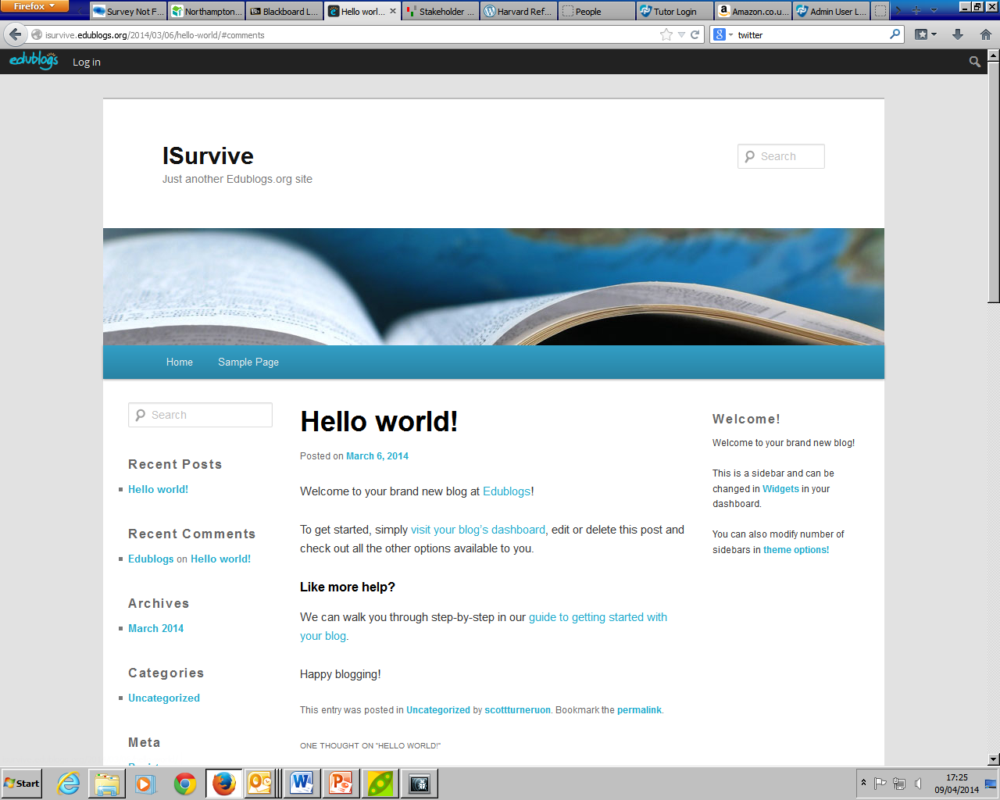 Firefox
Survey Not F...
Northampton...
Blackboard L...
Hello worl...
Stakeholder ...
Harvard Ref...
People
Tutor Login
Amazon.co.u...
Admin User L...
isurvive.edublogs.org/2014/03/06/hello-world/#comments
twitter
edublogs
Log in
ISurvive
Just another Edublogs.org site
Search
Home
Sample Page
Search
Recent Posts
Hello world!
Recent Comments
Edublogs on Hello world!
Archives
March 2014
Categories
Uncategorized
Meta
Hello world!
Posted on March 6, 2014
Welcome to your brand new blog at Edublogs!
To get started, simply visit your blog's dashboard, edit or delete this post and
check out all the other options available to you.
Like more help?
We can walk you through step-by-step in our guide to getting started with
your blog.
Happy blogging!
This entry was posted in Uncategorized by scottturneruon. Bookmark the permalink.
ONE THOUGHT ON "HELLO WORLD!"
Welcome!
Welcome to your brand new blog!
This is a sidebar and can be
changed in Widgets in your
dashboard.
You can also modify number of
sidebars in theme options!
Start
17:25
09/04/2014